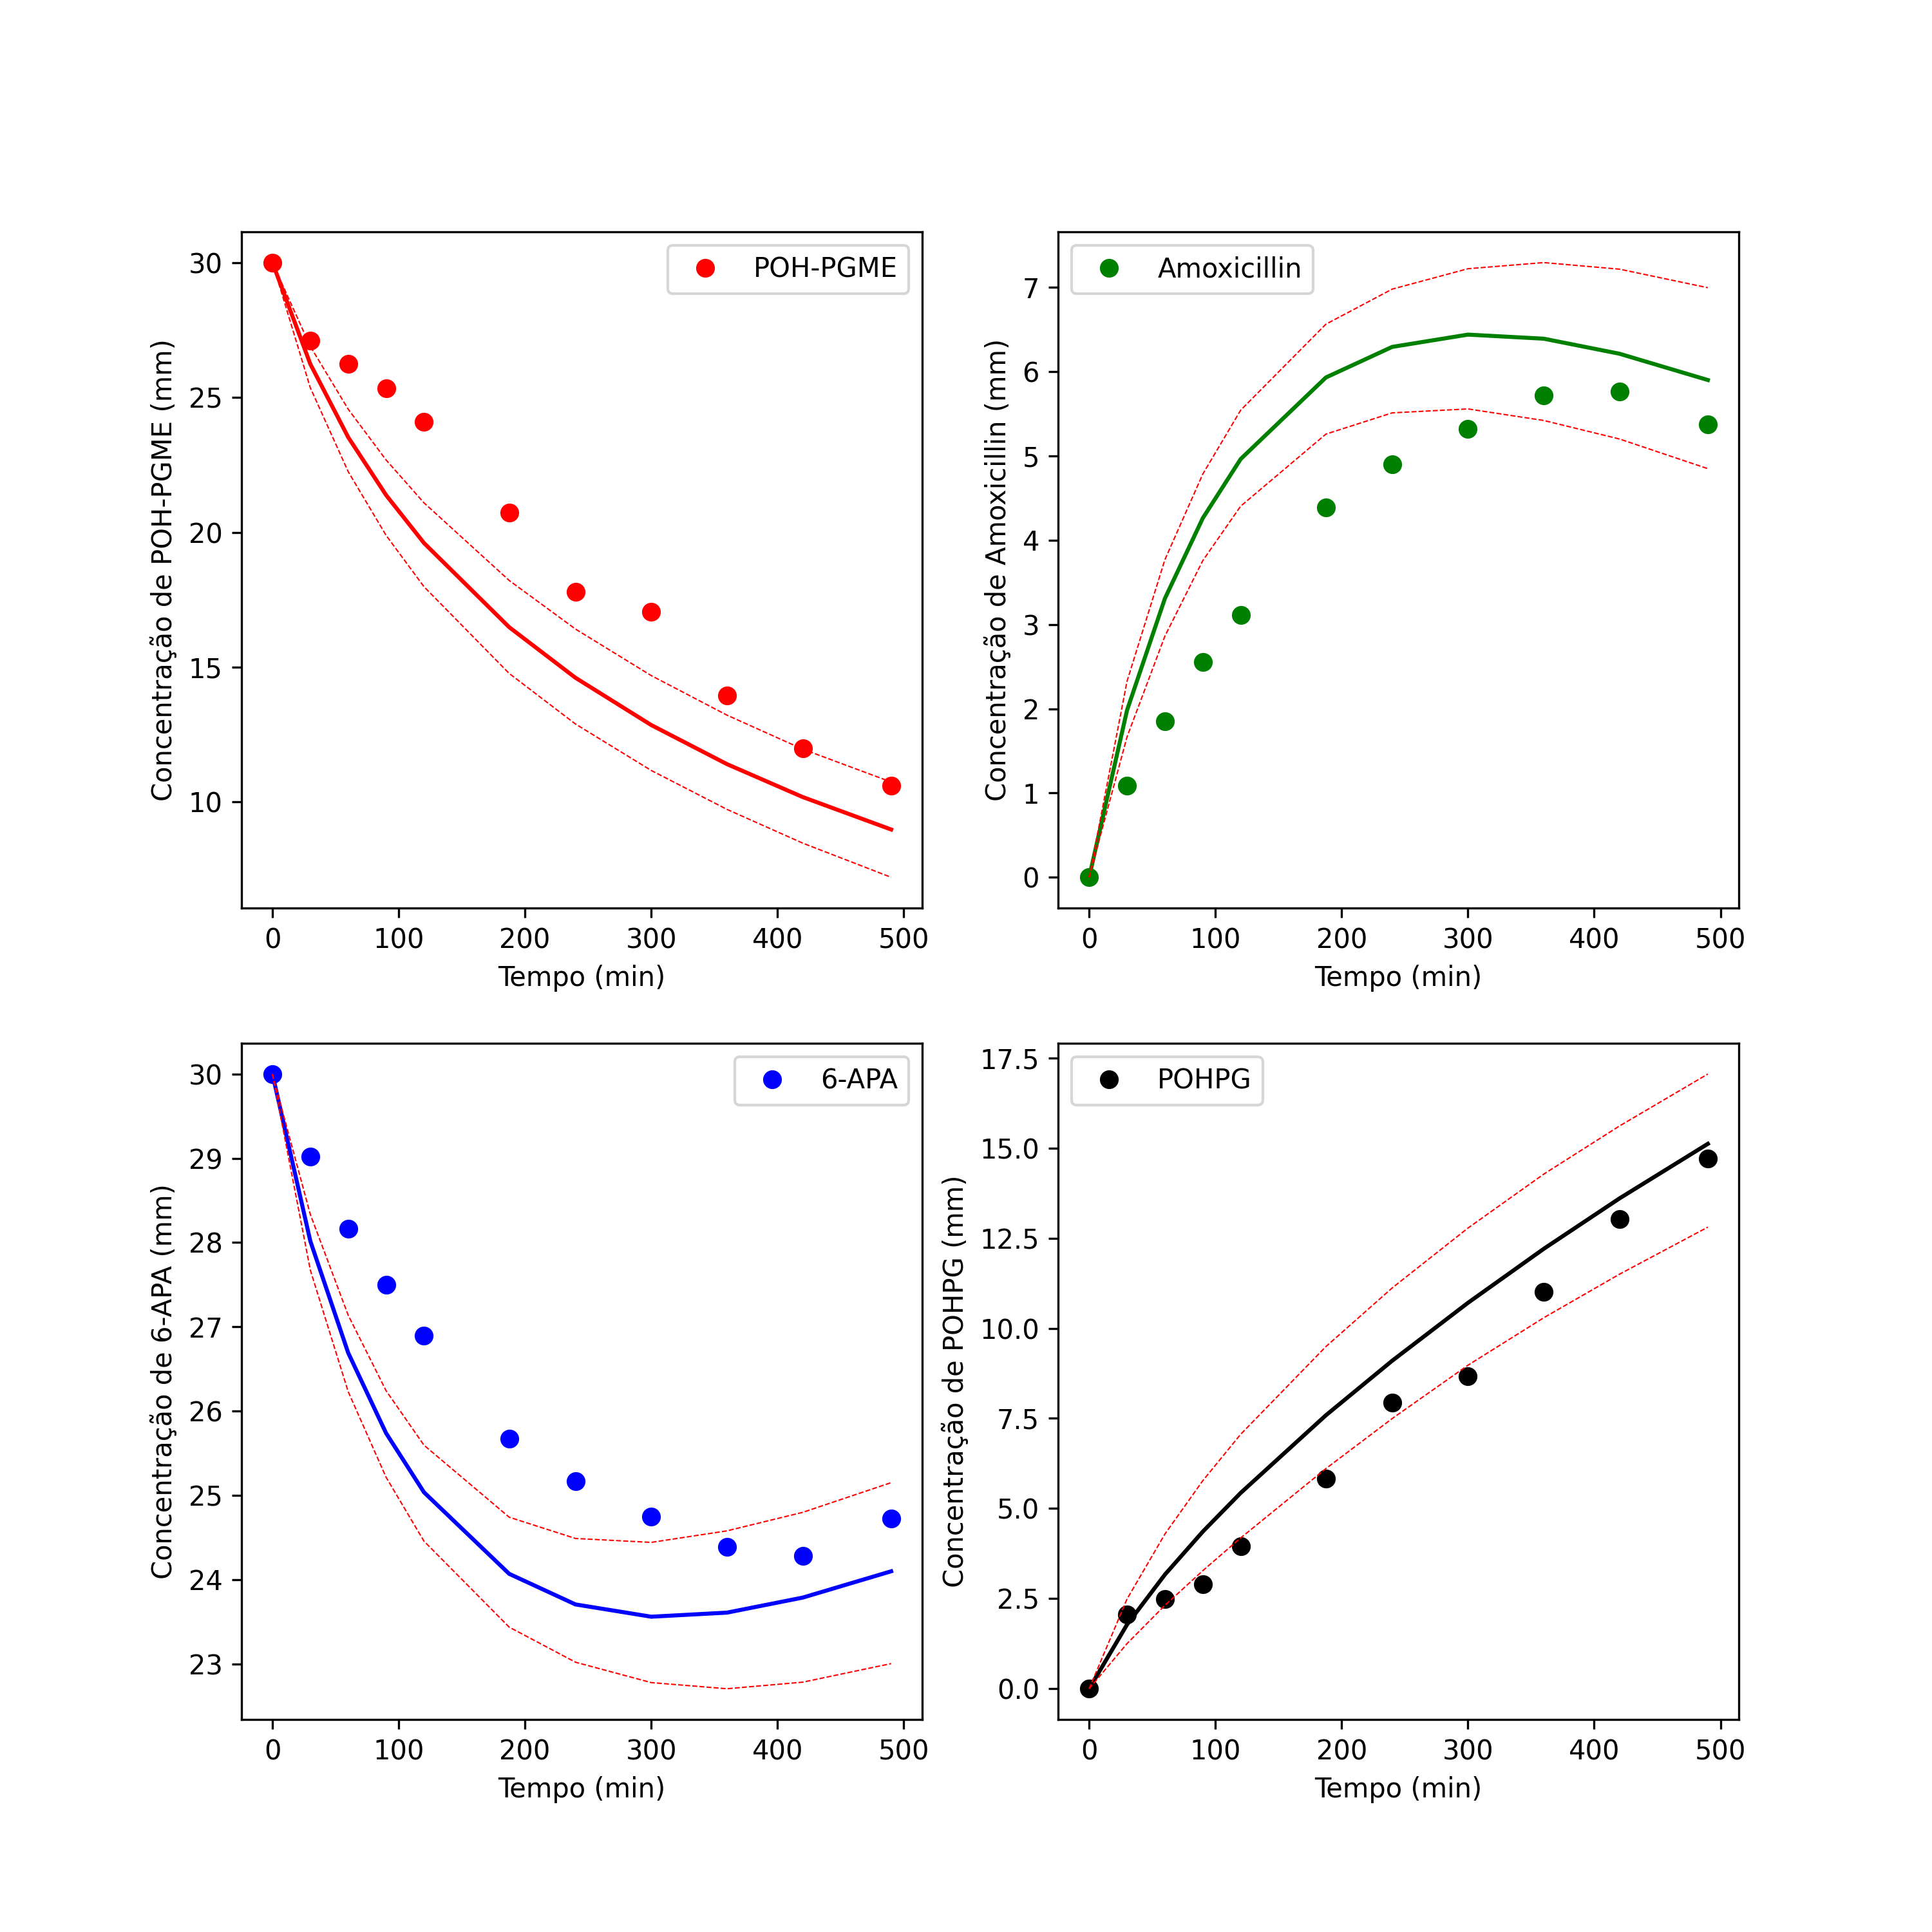 POH-PGME
Concentração de POH-PGME (mm)
30
25
20
15
10
0 100 200 300 400 500
Tempo (min)
Amoxicillin
Concentração de Amoxicillin (mm)
7
6
5
4
3
2
1
0
0 100 200 300 400 500
Tempo (min)
6-APA
Concentração de 6-APA (mm)
30
29
28
27
26
25
24
23
0 100 200 300 400 500
Tempo (min)
POHPG
Concentração de POHPG (mm)
17.5
15.0
12.5
10.0
7.5
5.0
2.5
0.0
0 100 200 300 400 500
Tempo (min)